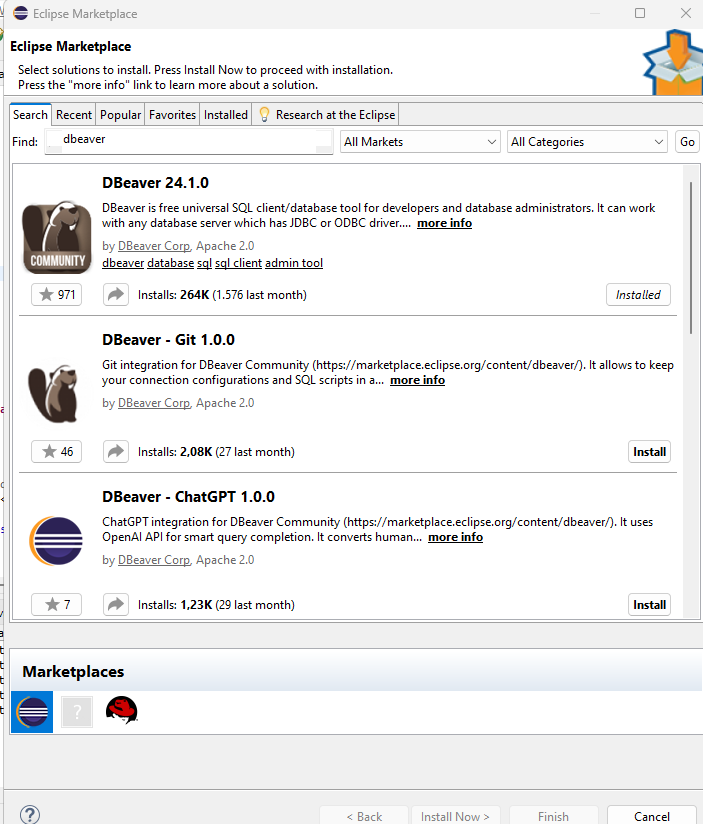 Eclipse Marketplace
Eclipse Marketplace
Select solutions to install. Press Install Now to proceed with installation.
Press the "more info" link to learn more about a solution.
Search Recent Popular Favorites Installed Research at the Eclipse
Find: dbeaver All Markets All Categories Go
DBeaver 24.1.0
DBeaver is free universal SQL client/database tool for developers and database administrators. It can work
with any database server which has JDBC or ODBC driver.... more info
COMMUNITY
by DBeaver Corp, Apache 2.0
dbeaver database sql sql client admin tool
971 Installs: 264K (1.576 last month) Installed
DBeaver - Git 1.0.0
Git integration for DBeaver Community (https://marketplace.eclipse.org/content/dbeaver/). It allows to keep
your connection configurations and SQL scripts in a... more info
by DBeaver Corp, Apache 2.0
46 Installs: 2,08K (27 last month) Install
DBeaver - ChatGPT 1.0.0
ChatGPT integration for DBeaver Community (https://marketplace.eclipse.org/content/dbeaver/). It uses
OpenAI API for smart query completion. It converts human... more info
by DBeaver Corp, Apache 2.0
7 Installs: 1,23K (29 last month) Install
Marketplaces
?
? < Back Install Now > Finish Cancel